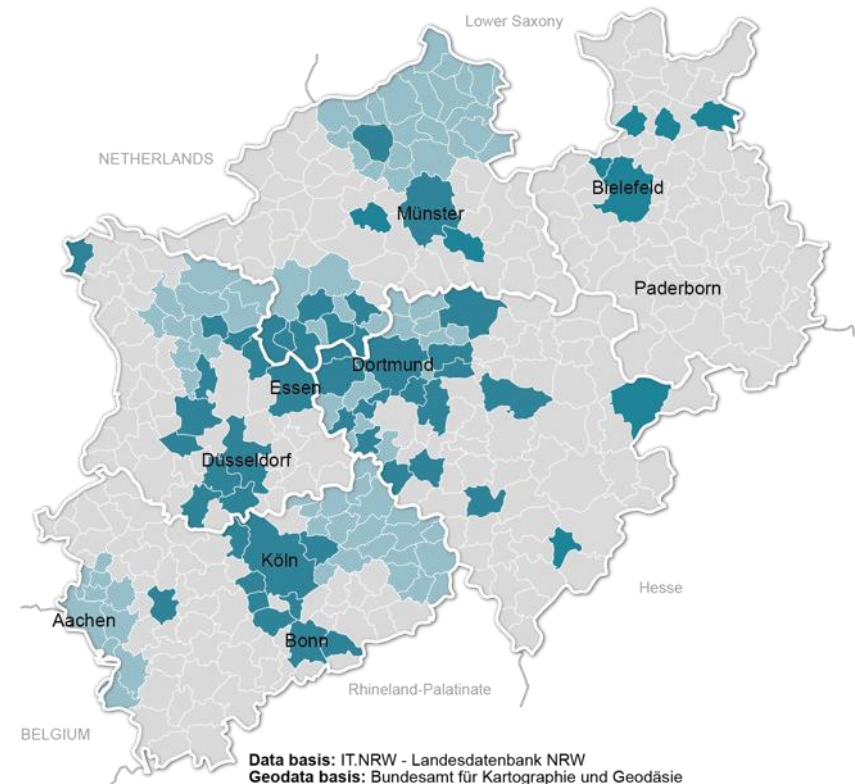 Lower Saxony
NETHERLANDS
Bielefeld
Münster
Paderborn
Dortmund
Essen
Düsseldorf
Köln
Hesse
Aachen
Bonn
Rhineland-Palatinate
BELGIUM
Data basis: IT.NRW - Landesdatenbank NRW
Geodata basis: Bundesamt für Kartographie und Geodäsie